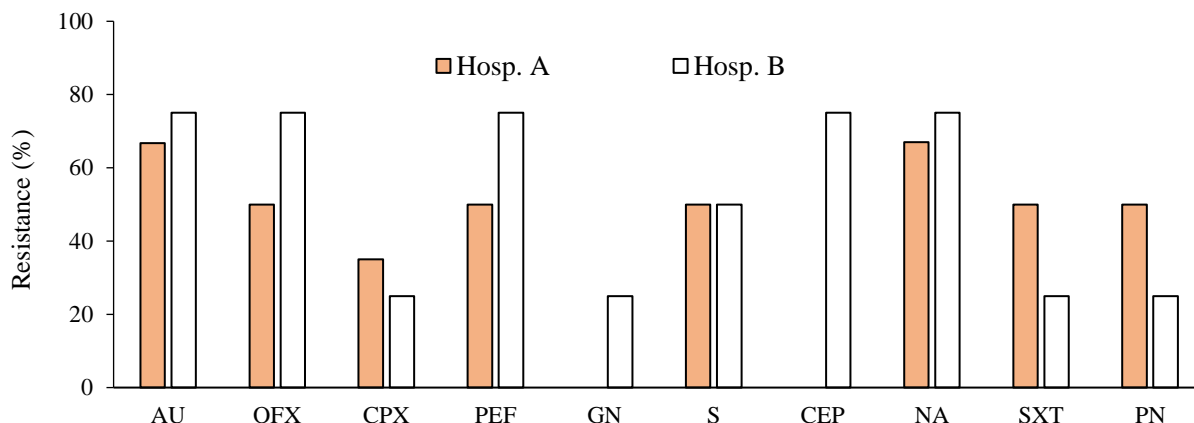 100
80
60
40
20
0
Resistance (%)
Hosp. A Hosp. B
AU OFX CPX PEF GN S CEP NA SXT PN